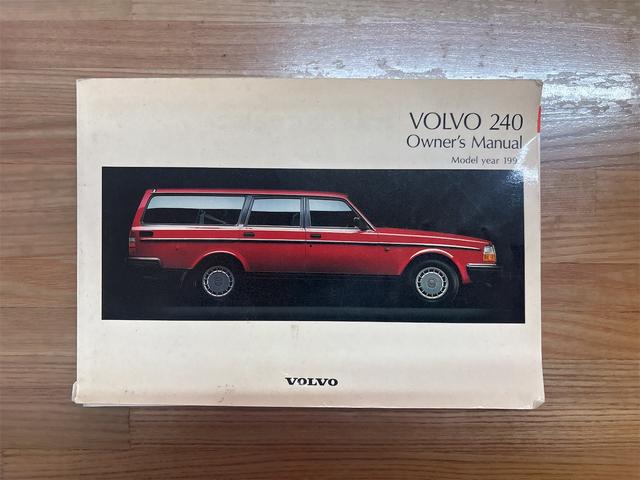 VOLVO 240
Owner's Manual
Model year 199
VOLVO